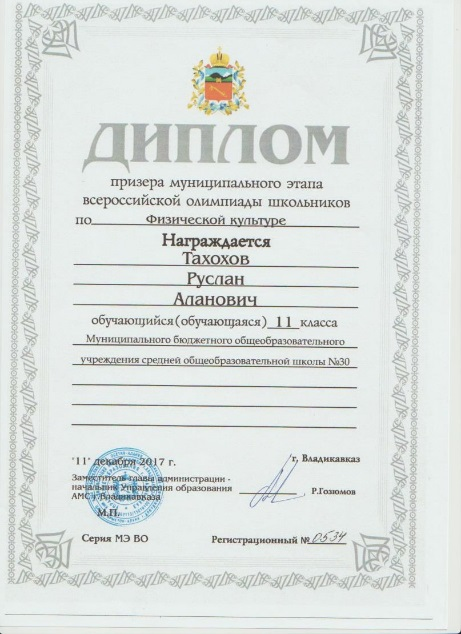 ДИПЛОМ
призера муниципального этапа
всероссийской олимпиады школьников
по Физической культуре
Награждается
Тахохов
Руслан
Аланович
обучающийся(обучающаяся) 11 класса
Муниципального бюджетного общеобразовательного
учреждения средней общеобразовательной школы №30
"11" декабря 2017 г.
г. Владикавказ
Заместитель главы администрации -
начальник Управления образования
АМС г.Владикавказа
Р.Гозюмов
М.П.
Серия МЭ ВО
Регистрационный № 0534